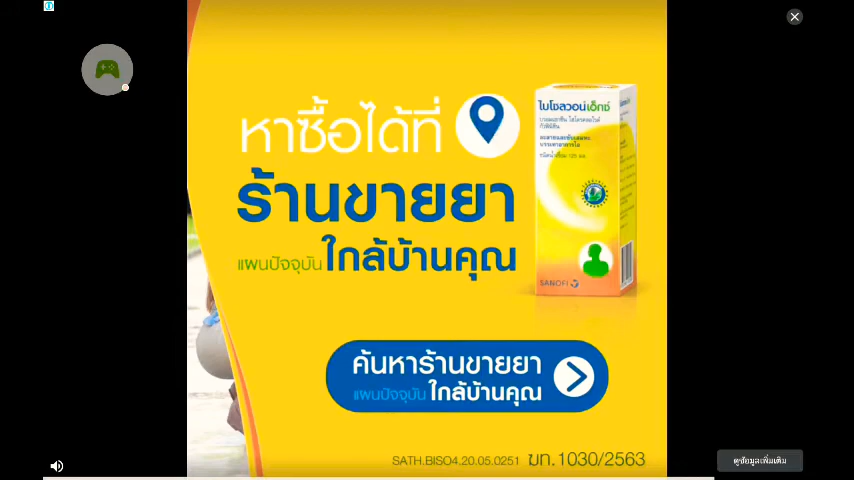 หาซื้อได้ที่
ร้านขายยา
แผนปัจจุบันใกล้บ้านคุณ
ไบโซลวอนเอ็กซ์
SANOFI
ค้นหาร้านขายยา
แผนปัจจุบันใกล้บ้านคุณ
SATH.BISO4.20.05.0251 ฆท.1030/2563
ดูข้อมูลเพิ่มเติม